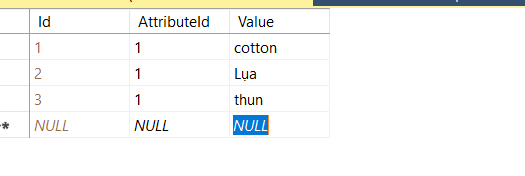 Id AttributeId Value
1 1 cotton
2 1 Lụa
3 1 thun
* NULL NULL NULL